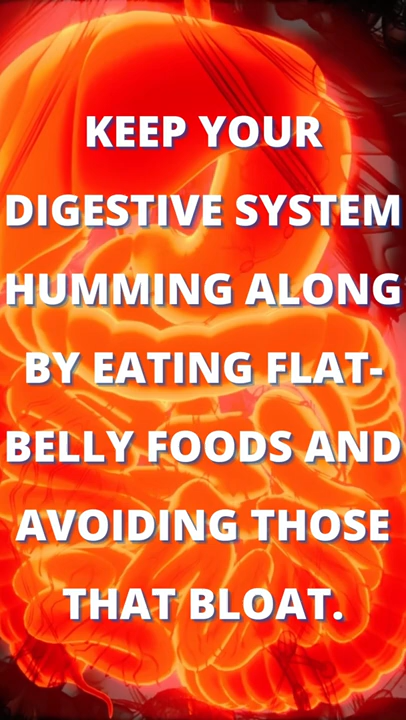 KEEP YOUR
DIGESTIVE SYSTEM
HUMMING ALONG
BY EATING FLAT-
BELLY FOODS AND
AVOIDING THOSE
THAT BLOAT.